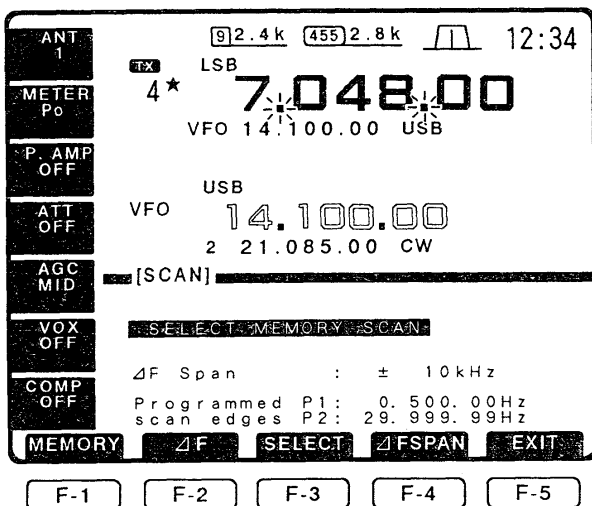 ANT 1
9 2.4k 455 2.8k 12:34
TX LSB
4★ 7.048.00
VFO 14.100.00 USB
METER Po
P. AMP OFF
USB
VFO 14.100.00
2 21.085.00 CW
ATT OFF
AGC MID
VOX OFF
COMP OFF
[SCAN]
SELECT MEMORY SCAN
⊿F Span : ± 10kHz
Programmed P1: 0.500.00Hz
scan edges P2: 29.999.99Hz
MEMORY ⊿F SELECT ⊿FSPAN EXIT
F-1 F-2 F-3 F-4 F-5